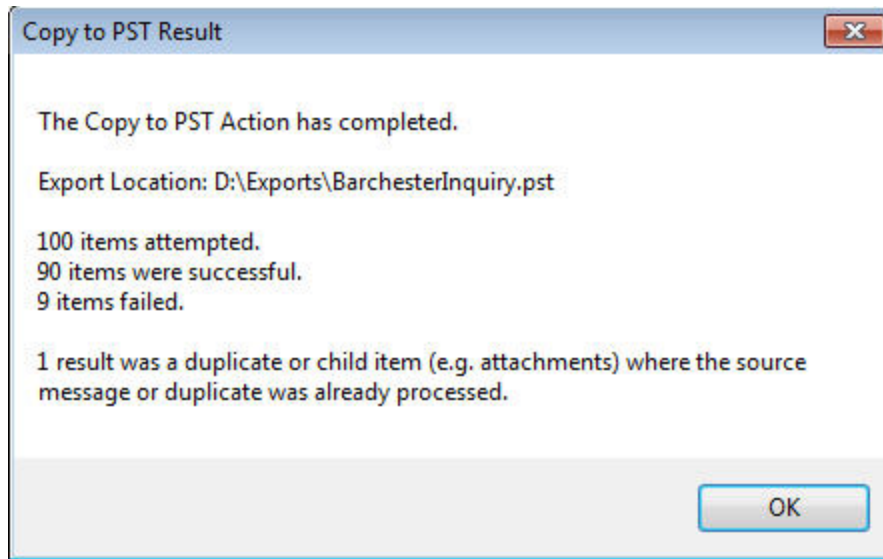 Copy to PST Result
The Copy to PST Action has completed.
Export Location: D:\Exports\BarchesterInquiry.pst
100 items attempted.
90 items were successful.
9 items failed.
1 result was a duplicate or child item (e.g. attachments) where the source
message or duplicate was already processed.
OK